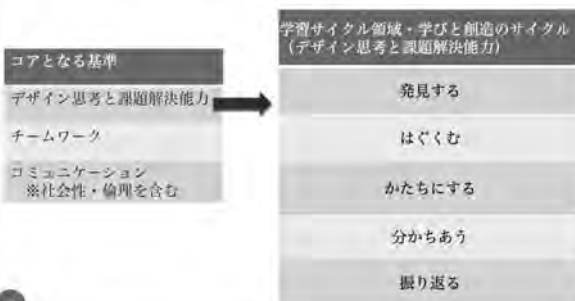 コアとなる基準
デザイン思考と課題解決能力
チームワーク
コミュニケーション
※社会性・倫理を含む
学習サイクル領域・学びと創造のサイクル
(デザイン思考と課題解決能力)
発見する
はぐくむ
かたちにする
分かちあう
振り返る